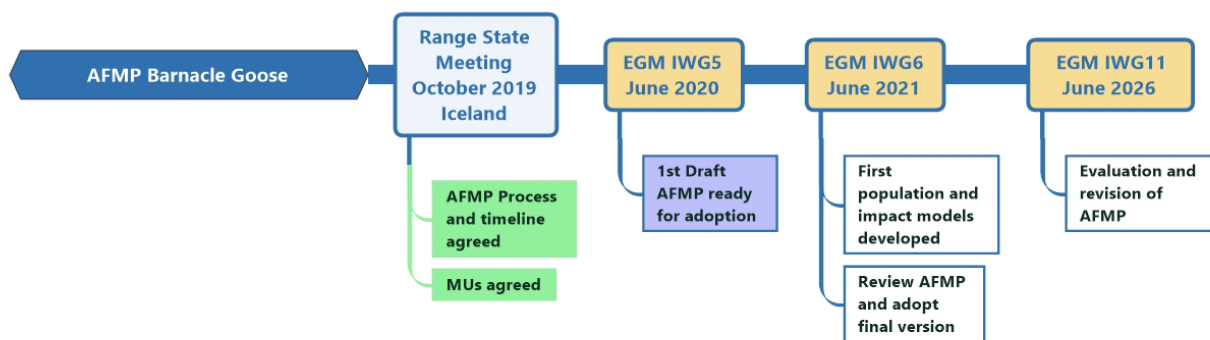 AFMP Barnacle Goose
Range State
Meeting
October 2019
Iceland
AFMP Process
and timeline
agreed
MUs agreed
EGM IWG5
June 2020
1st Draft
AFMP ready
for adoption
EGM IWG6
June 2021
First
population and
impact models
developed
Review AFMP
and adopt
final version
EGM IWG11
June 2026
Evaluation and
revision of
AFMP